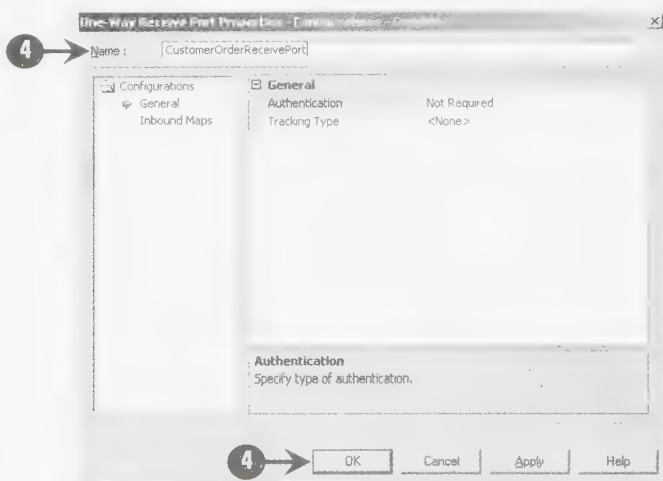 One-Way Receive Port Properties -
4
Name : CustomerOrderReceivePort
Configurations
General
Inbound Maps
General
Authentication Not Required
Tracking Type <None>
Authentication
Specify type of authentication.
4
OK Cancel Apply Help